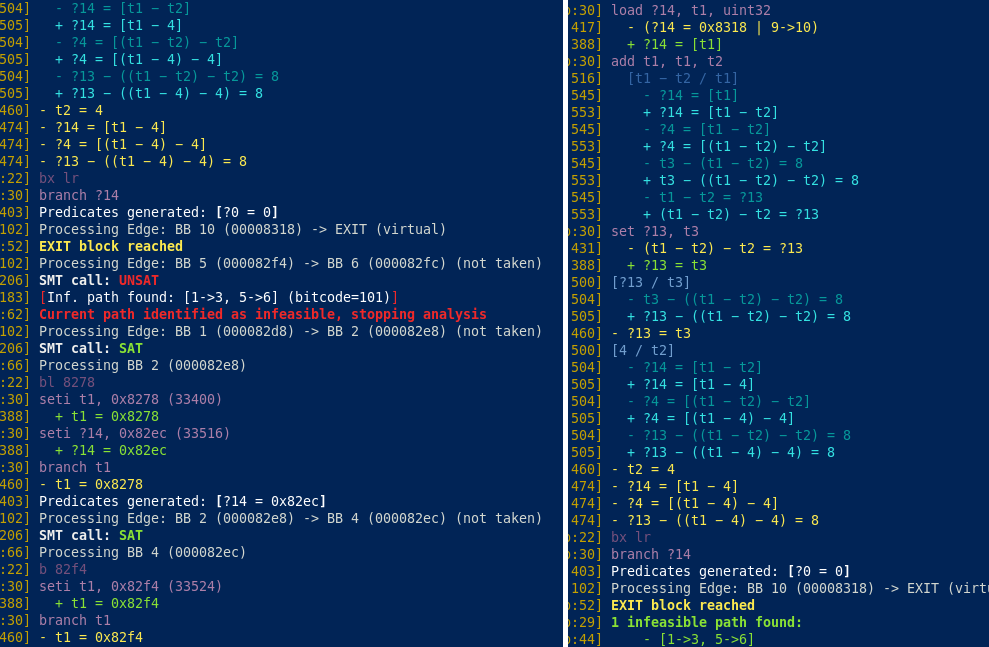 504]   - ?14 = [t1 − t2]
505]   + ?14 = [t1 − 4]
504]   - ?4 = [(t1 − t2) − t2]
505]   + ?4 = [(t1 − 4) − 4]
504]   - ?13 − ((t1 − t2) − t2) = 8
505]   + ?13 − ((t1 − 4) − 4) = 8
460] - t2 = 4
474] - ?14 = [t1 − 4]
474] - ?4 = [(t1 − 4) − 4]
474] - ?13 − ((t1 − 4) − 4) = 8
:22] bx lr
:30] branch ?14
403] Predicates generated: [?0 = 0]
102] Processing Edge: BB 10 (00008318) -> EXIT (virtual)
:52] EXIT block reached
102] Processing Edge: BB 5 (000082f4) -> BB 6 (000082fc) (not taken)
206] SMT call: UNSAT
183] [Inf. path found: [1->3, 5->6] (bitcode=101)]
:62] Current path identified as infeasible, stopping analysis
102] Processing Edge: BB 1 (000082d8) -> BB 2 (000082e8) (not taken)
206] SMT call: SAT
:66] Processing BB 2 (000082e8)
:22] bl 8278
:30] seti t1, 0x8278 (33400)
388]   + t1 = 0x8278
:30] seti ?14, 0x82ec (33516)
388]   + ?14 = 0x82ec
:30] branch t1
460] - t1 = 0x8278
403] Predicates generated: [?14 = 0x82ec]
102] Processing Edge: BB 2 (000082e8) -> BB 4 (000082ec) (not taken)
206] SMT call: SAT
:66] Processing BB 4 (000082ec)
:22] b 82f4
:30] seti t1, 0x82f4 (33524)
388]   + t1 = 0x82f4
:30] branch t1
460] - t1 = 0x82f4
:30] load ?14, t1, uint32
417]   - (?14 = 0x8318 | 9->10)
388]   + ?14 = [t1]
:30] add t1, t1, t2
516]   [t1 − t2 / t1]
545]     - ?14 = [t1]
553]     + ?14 = [t1 − t2]
545]     - ?4 = [t1 − t2]
553]     + ?4 = [(t1 − t2) − t2]
545]     - t3 − (t1 − t2) = 8
553]     + t3 − ((t1 − t2) − t2) = 8
545]     - t1 − t2 = ?13
553]     + (t1 − t2) − t2 = ?13
:30] set ?13, t3
431]   - (t1 − t2) − t2 = ?13
388]   + ?13 = t3
500] [?13 / t3]
504]   - t3 − ((t1 − t2) − t2) = 8
505]   + ?13 − ((t1 − t2) − t2) = 8
460] - ?13 = t3
500] [4 / t2]
504]   - ?14 = [t1 − t2]
505]   + ?14 = [t1 − 4]
504]   - ?4 = [(t1 − t2) − t2]
505]   + ?4 = [(t1 − 4) − 4]
504]   - ?13 − ((t1 − t2) − t2) = 8
505]   + ?13 − ((t1 − 4) − 4) = 8
460] - t2 = 4
474] - ?14 = [t1 − 4]
474] - ?4 = [(t1 − 4) − 4]
474] - ?13 − ((t1 − 4) − 4) = 8
:22] bx lr
:30] branch ?14
403] Predicates generated: [?0 = 0]
102] Processing Edge: BB 10 (00008318) -> EXIT (virt
:52] EXIT block reached
:29] 1 infeasible path found:
:44]     - [1->3, 5->6]